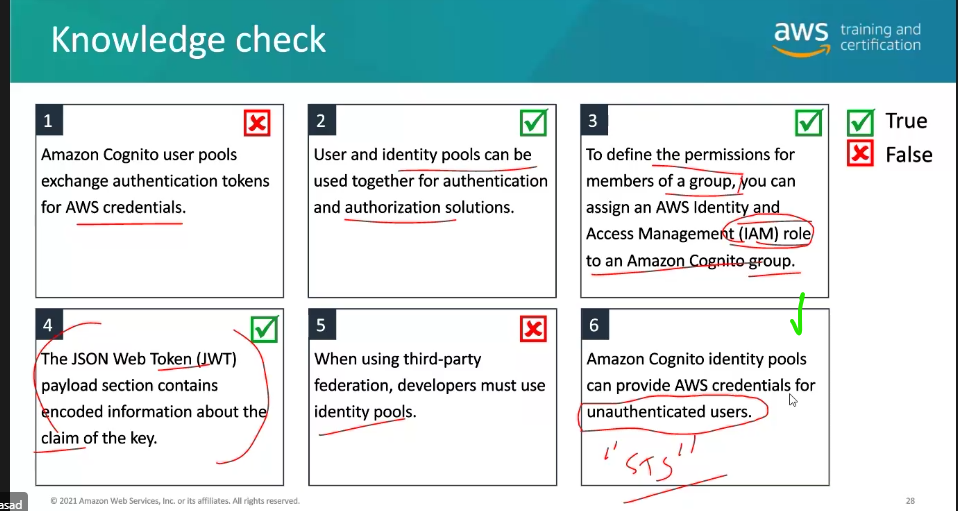 Knowledge check
aws training and
certification
1
Amazon Cognito user pools
exchange authentication tokens
for AWS credentials.
2
User and identity pools can be
used together for authentication
and authorization solutions.
3
To define the permissions for
members of a group, you can
assign an AWS Identity and
Access Management (IAM) role
to an Amazon Cognito group.
True
False
4
The JSON Web Token (JWT)
payload section contains
encoded information about the
claim of the key.
5
When using third-party
federation, developers must use
identity pools.
6
Amazon Cognito identity pools
can provide AWS credentials for
unauthenticated users.
"STS"
© 2021 Amazon Web Services, Inc. or its affiliates. All rights reserved.
28
asad